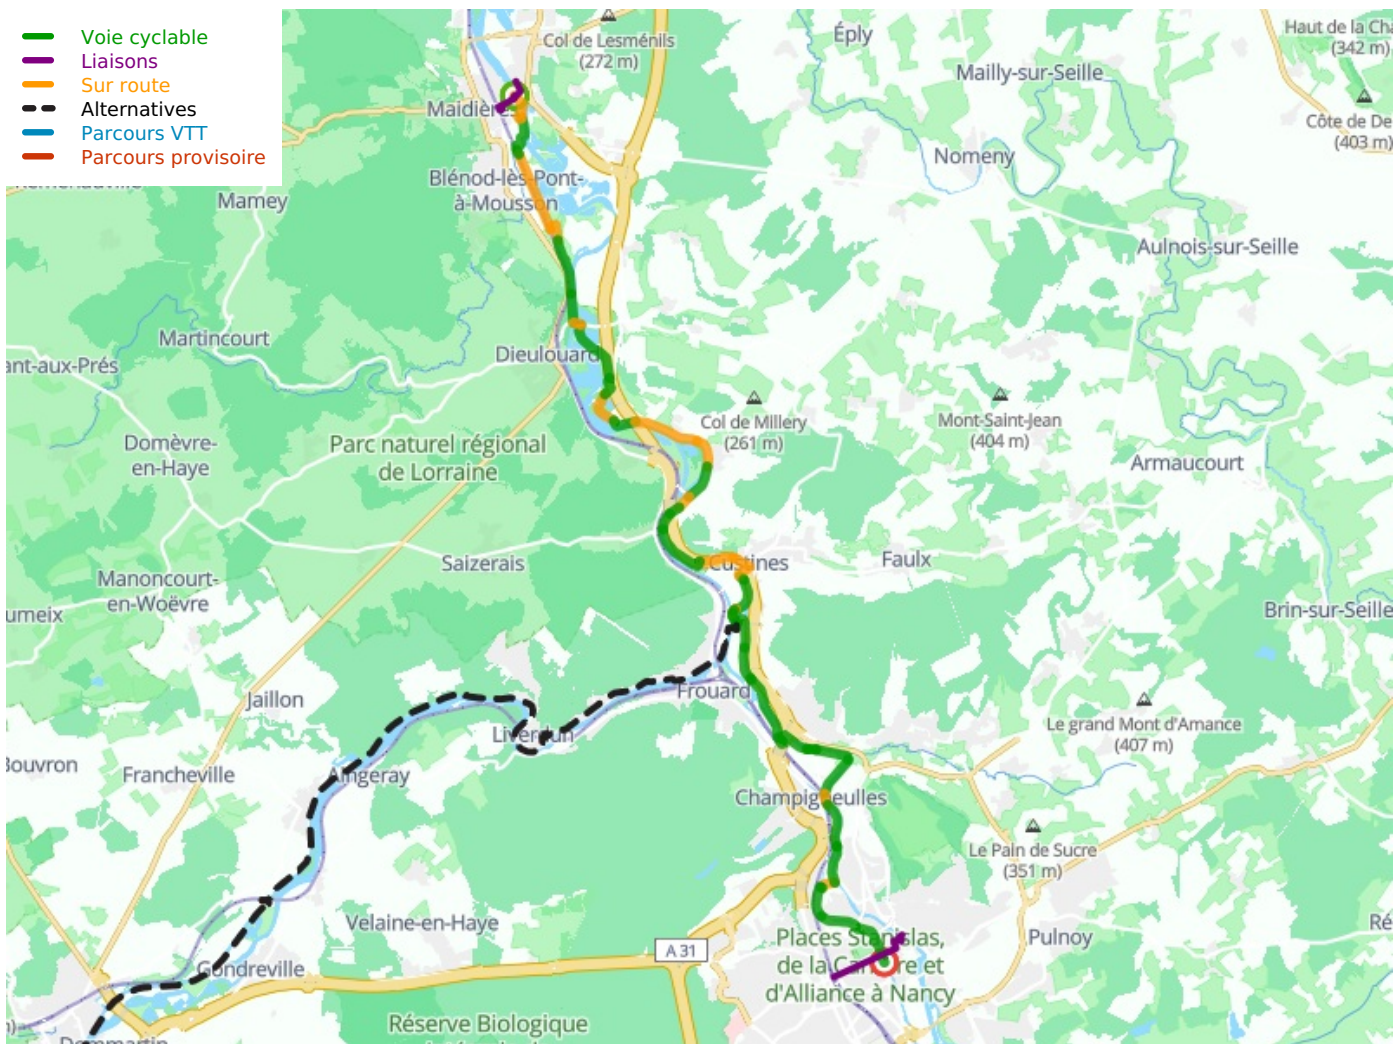 Voie cyclable
Liaisons
Sur route
Alternatives
Parcours VTT
Parcours provisoire
Col de Lesménils
(272 m)
Éply
Haut de la Cha
(342 m)
Mailly-sur-Seille
Maidières
Côte de De
(403 m)
Nomeny
Blénod-lès-Pont-
à-Mousson
Mamey
Aulnois-sur-Seille
Martincourt
Dieulouard
ant-aux-Prés
Col de Millery
(261 m)
Mont-Saint-Jean
(404 m)
Domèvre-
en-Haye
Parc naturel régional
de Lorraine
Armaucourt
Saizerais
Custines
Faulx
Manoncourt-
en-Woëvre
umeix
Brin-sur-Seille
Jaillon
Frouard
Le grand Mont d'Amance
(407 m)
Liverdun
Bouvron
Francheville
Aingeray
Champigneulles
Le Pain de Sucre
(351 m)
Velaine-en-Haye
Ré
Places Stanislas,
de la Carrière et
d'Alliance à Nancy
Pulnoy
A 31
Gondreville
Réserve Biologique
Dommartin